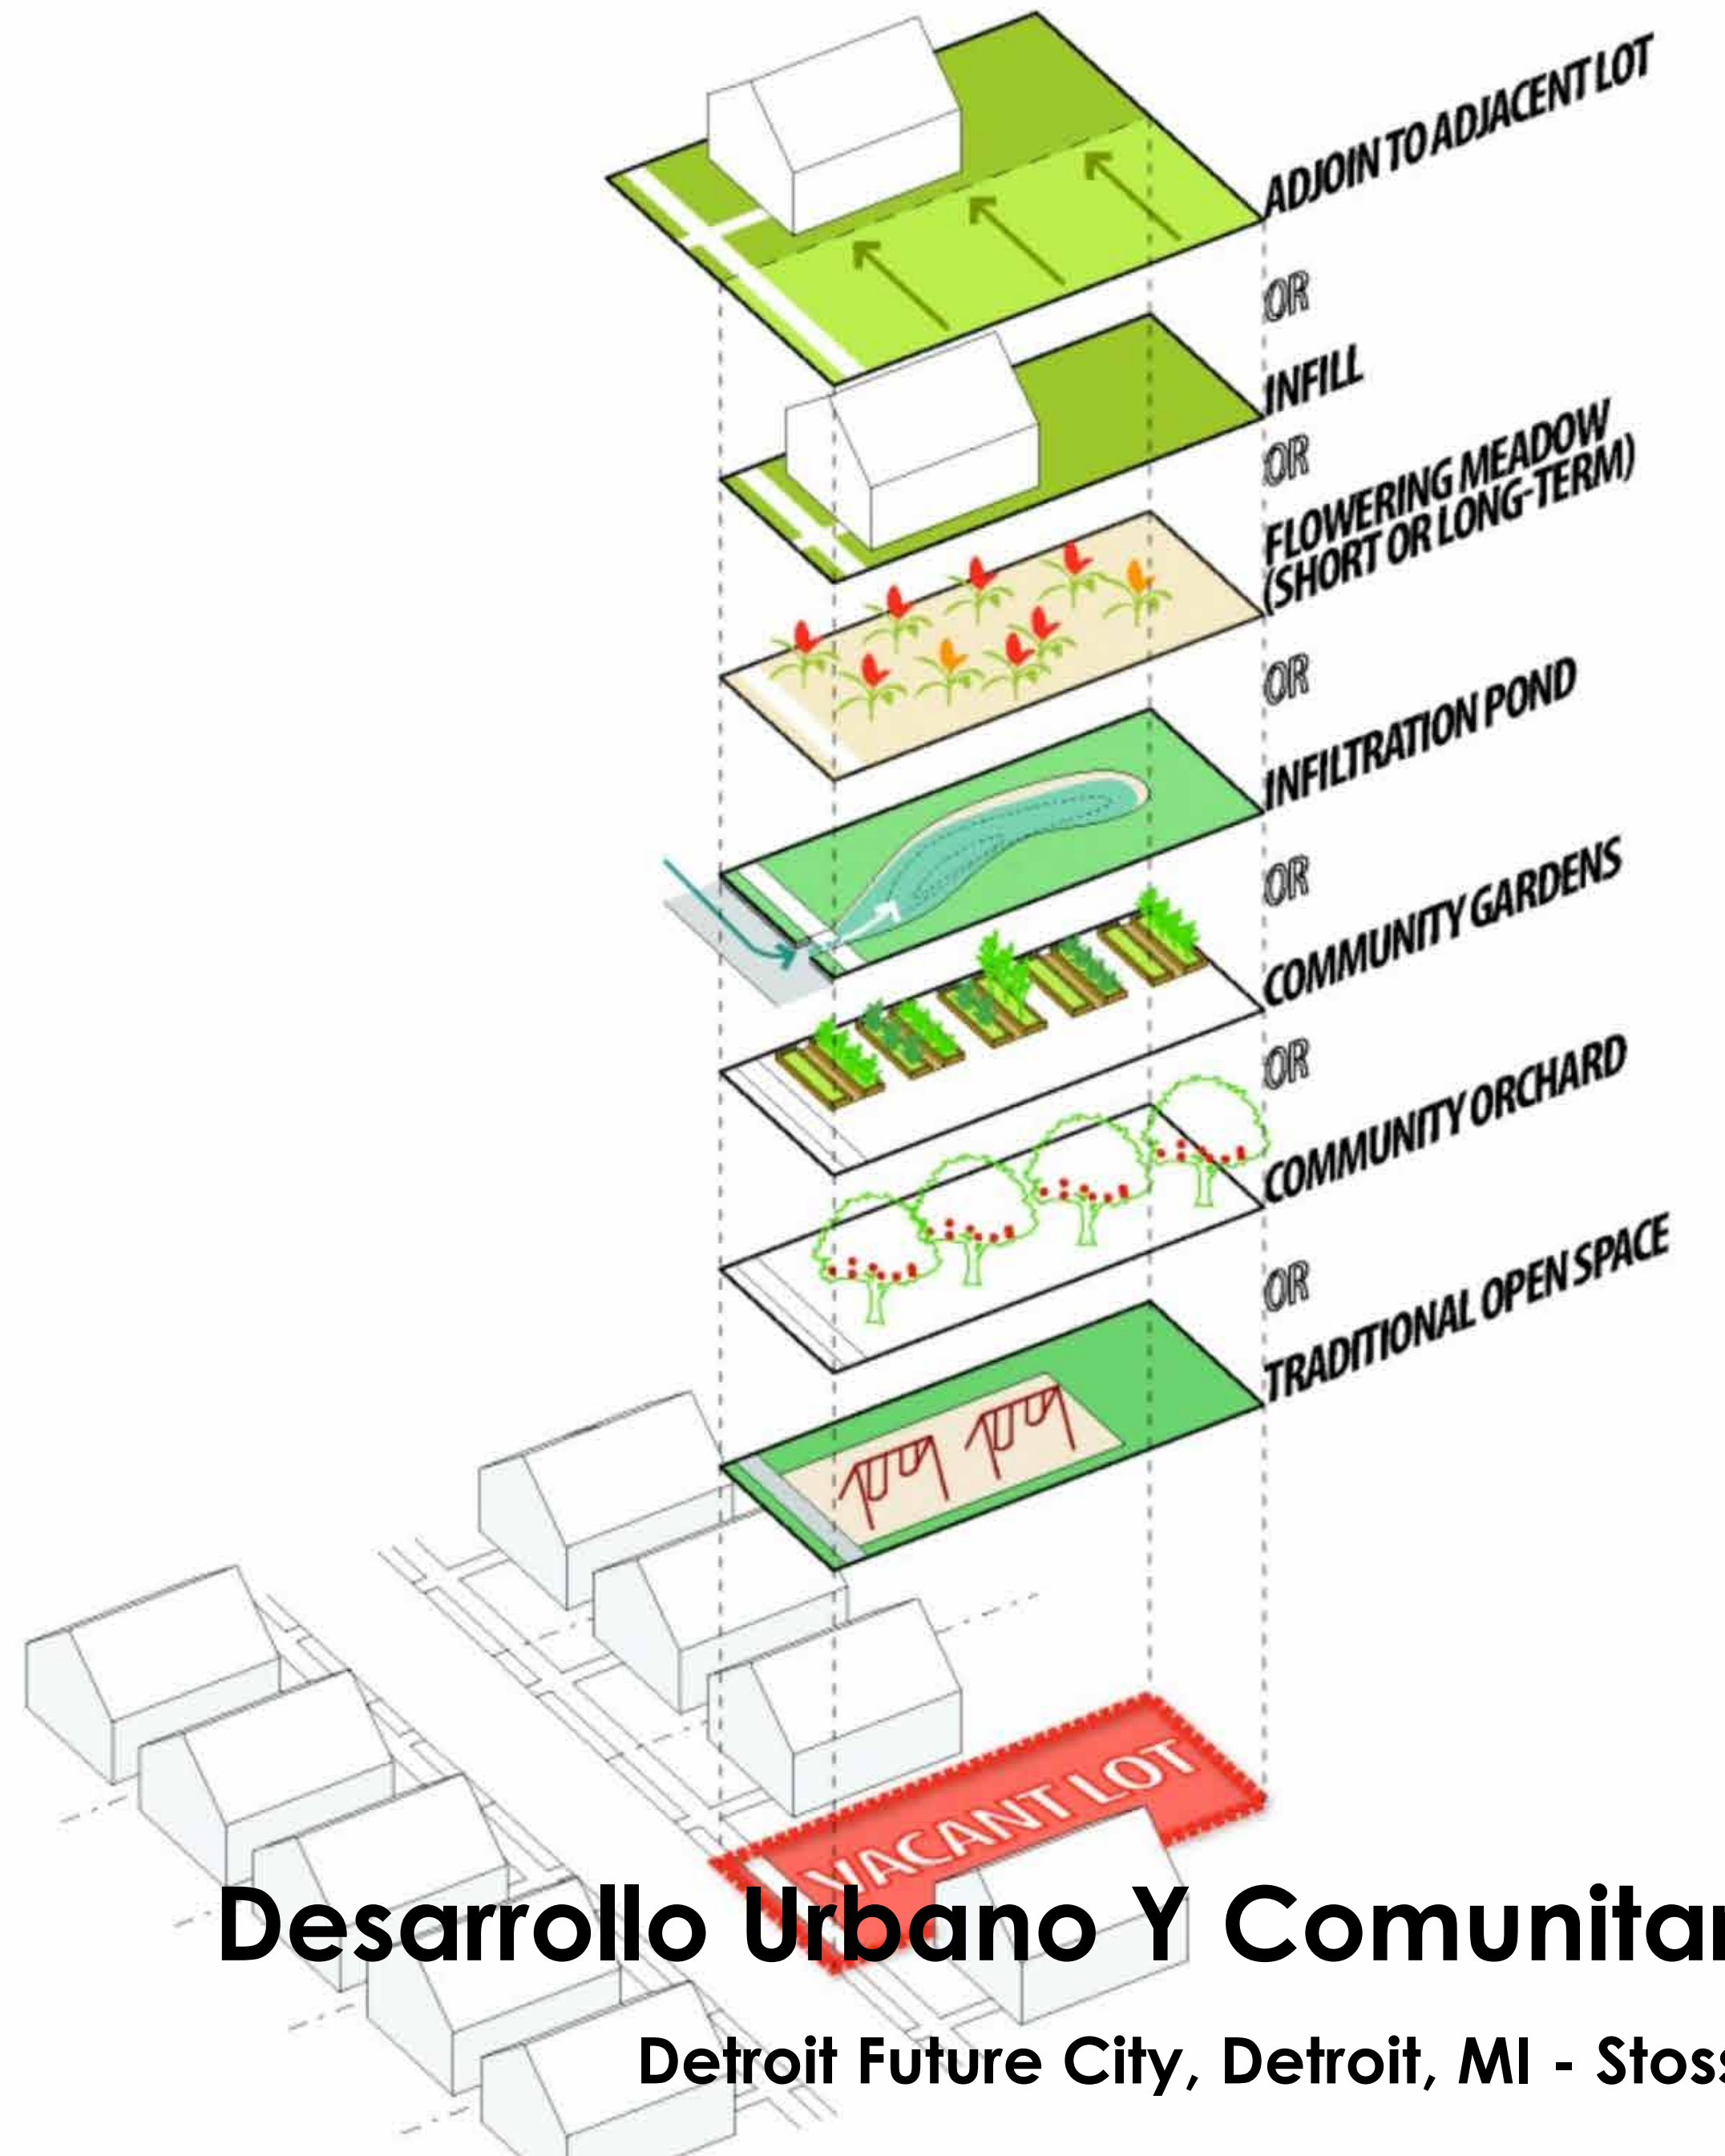 ADJOIN TO ADJACENT LOT
OR
INFILL
OR
FLOWERING MEADOW
(SHORT OR LONG-TERM)
OR
INFILTRATION POND
OR
COMMUNITY GARDENS
OR
COMMUNITY ORCHARD
OR
TRADITIONAL OPEN SPACE
VACANT LOT
Desarrollo Urbano Y Comunitar
Detroit Future City, Detroit, MI - Stoss